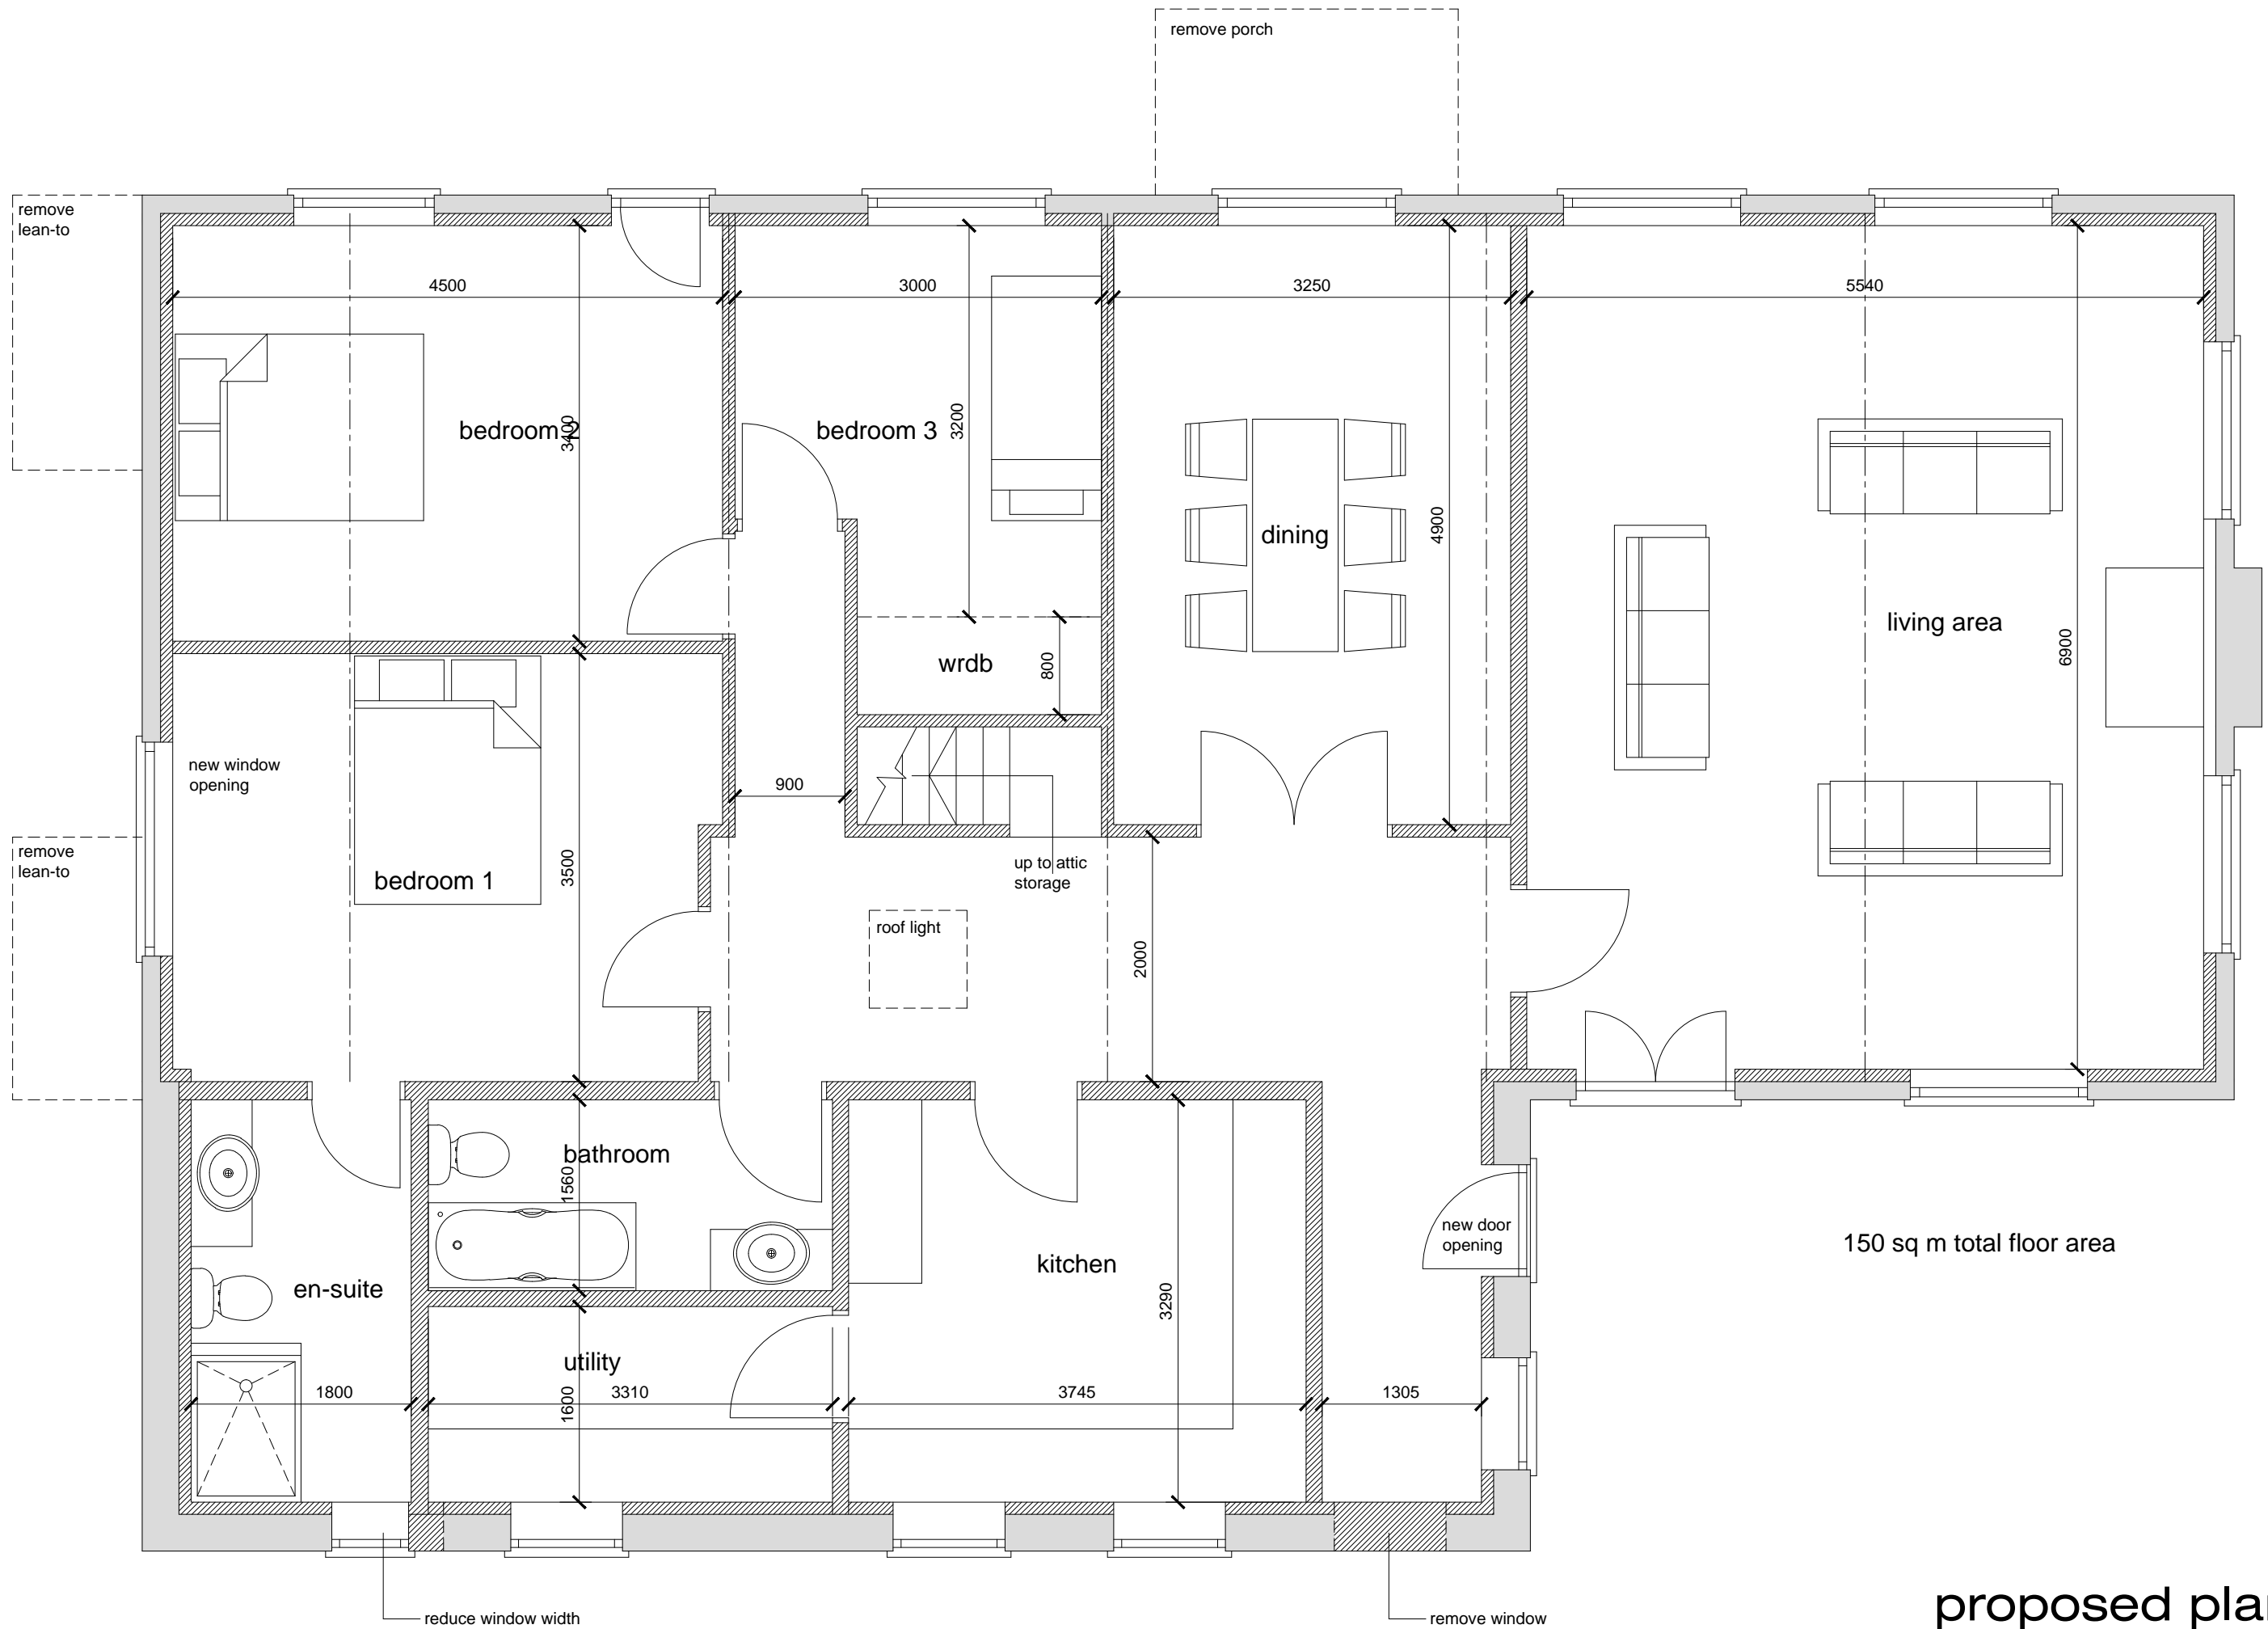 remove porch
remove
lean-to
4500
3000
3250
5540
bedroom 2
3400
bedroom 3
3200
dining
4900
living area
6900
wrdb
800
new window
opening
900
remove
lean-to
bedroom 1
3500
up to attic
storage
roof light
2000
bathroom
1560
new door
opening
150 sq m total floor area
kitchen
en-suite
3290
utility
1800
3310
1600
3745
1305
reduce window width
remove window
proposed pla